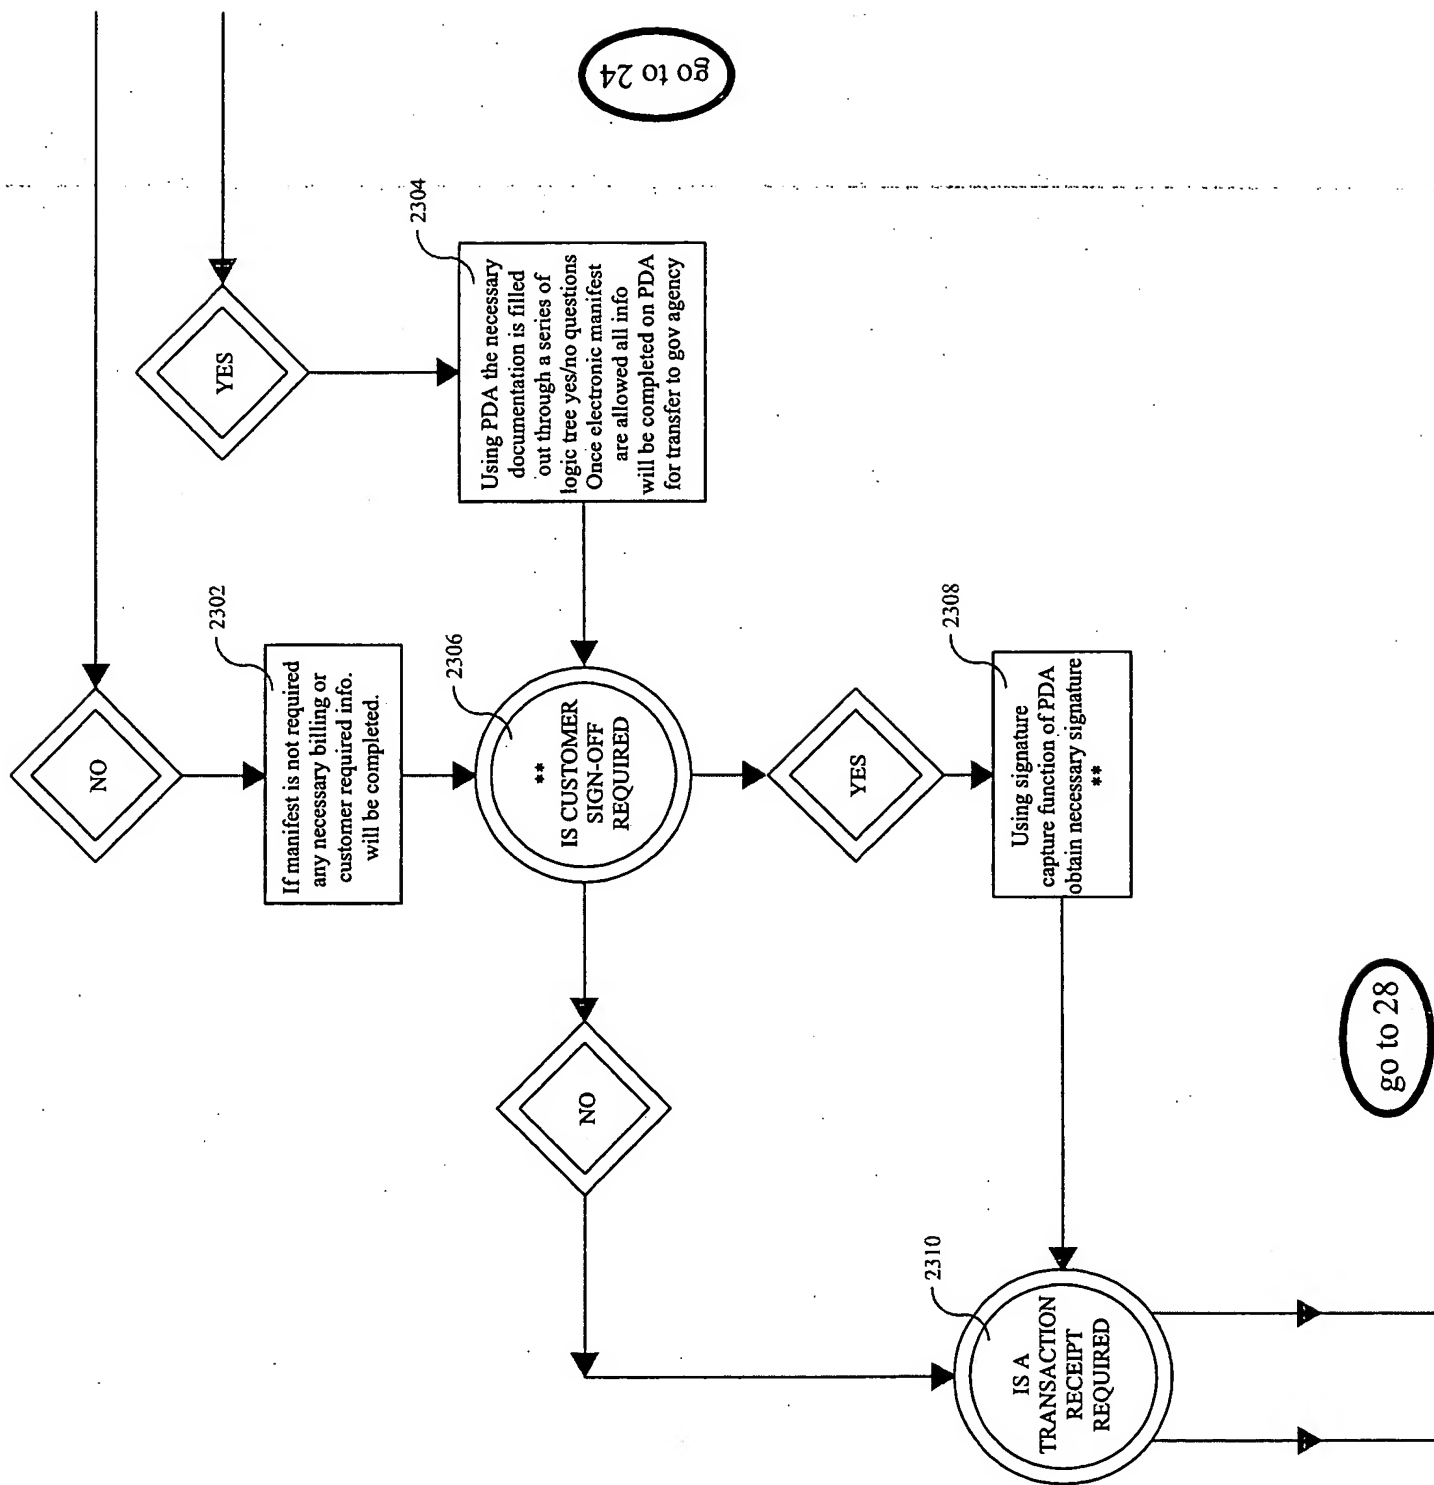 go to 24
NO
YES
2302
If manifest is not required
any necessary billing or
customer required info.
will be completed.
2304
Using PDA the necessary
documentation is filled
out through a series of
logic tree yes/no questions
Once electronic manifest
are allowed all info
will be completed on PDA
for transfer to gov agency
2306
**
IS CUSTOMER
SIGN-OFF
REQUIRED
NO
YES
2308
Using signature
capture function of PDA
obtain necessary signature
**
2310
IS A
TRANSACTION
RECEIPT
REQUIRED
go to 28